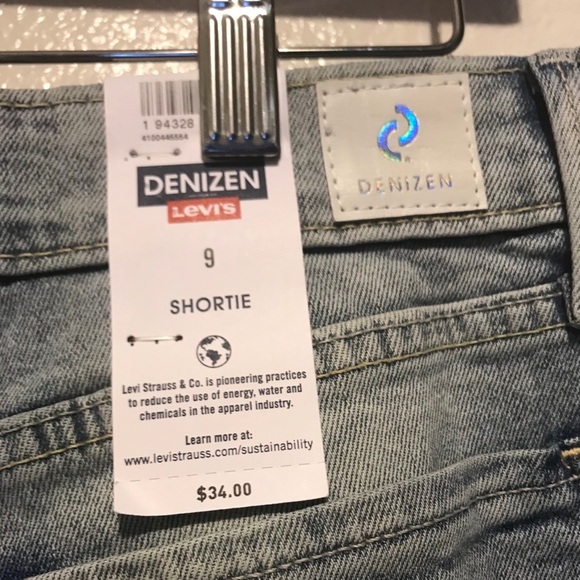 1 94328
4100446554
DENIZEN
LEVI'S
9
SHORTIE
Levi Strauss & Co. is pioneering practices
to reduce the use of energy, water and
chemicals in the apparel industry.
Learn more at:
www.levistrauss.com/sustainability
$34.00
DENiZEN